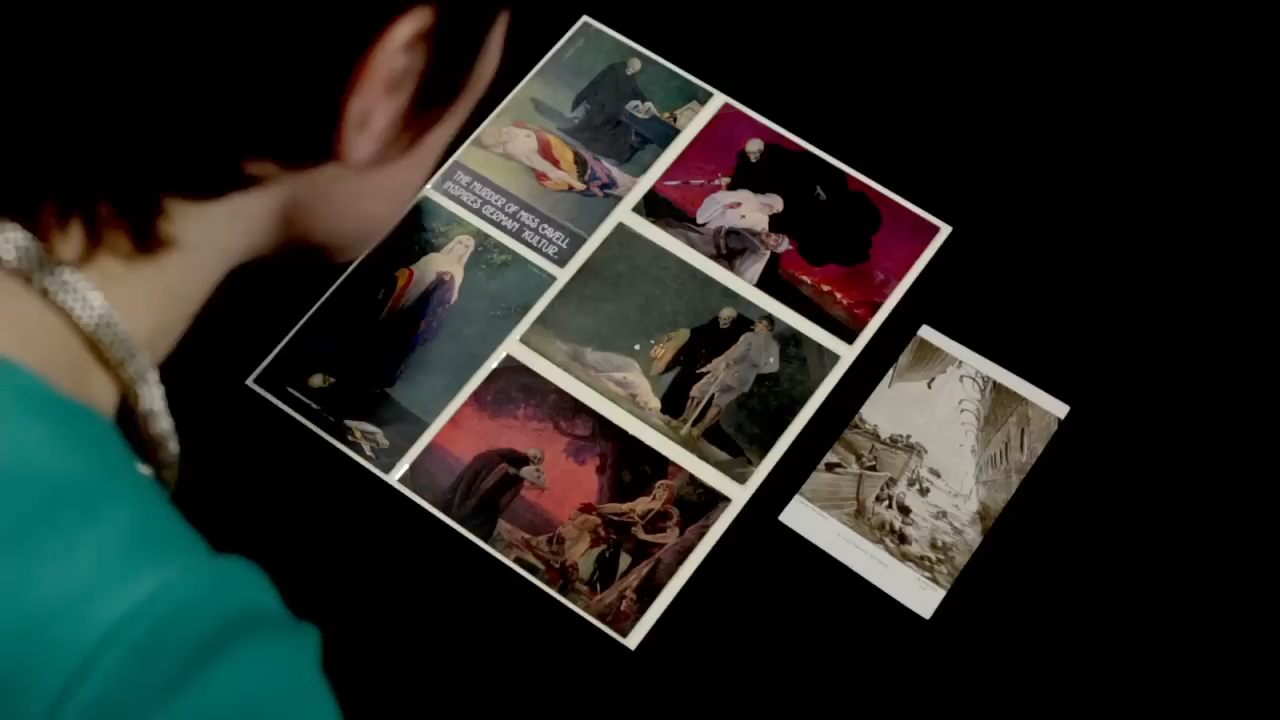 THE MURDER OF MISS CAVELL
INSPIRES GERMAN "KULTUR.